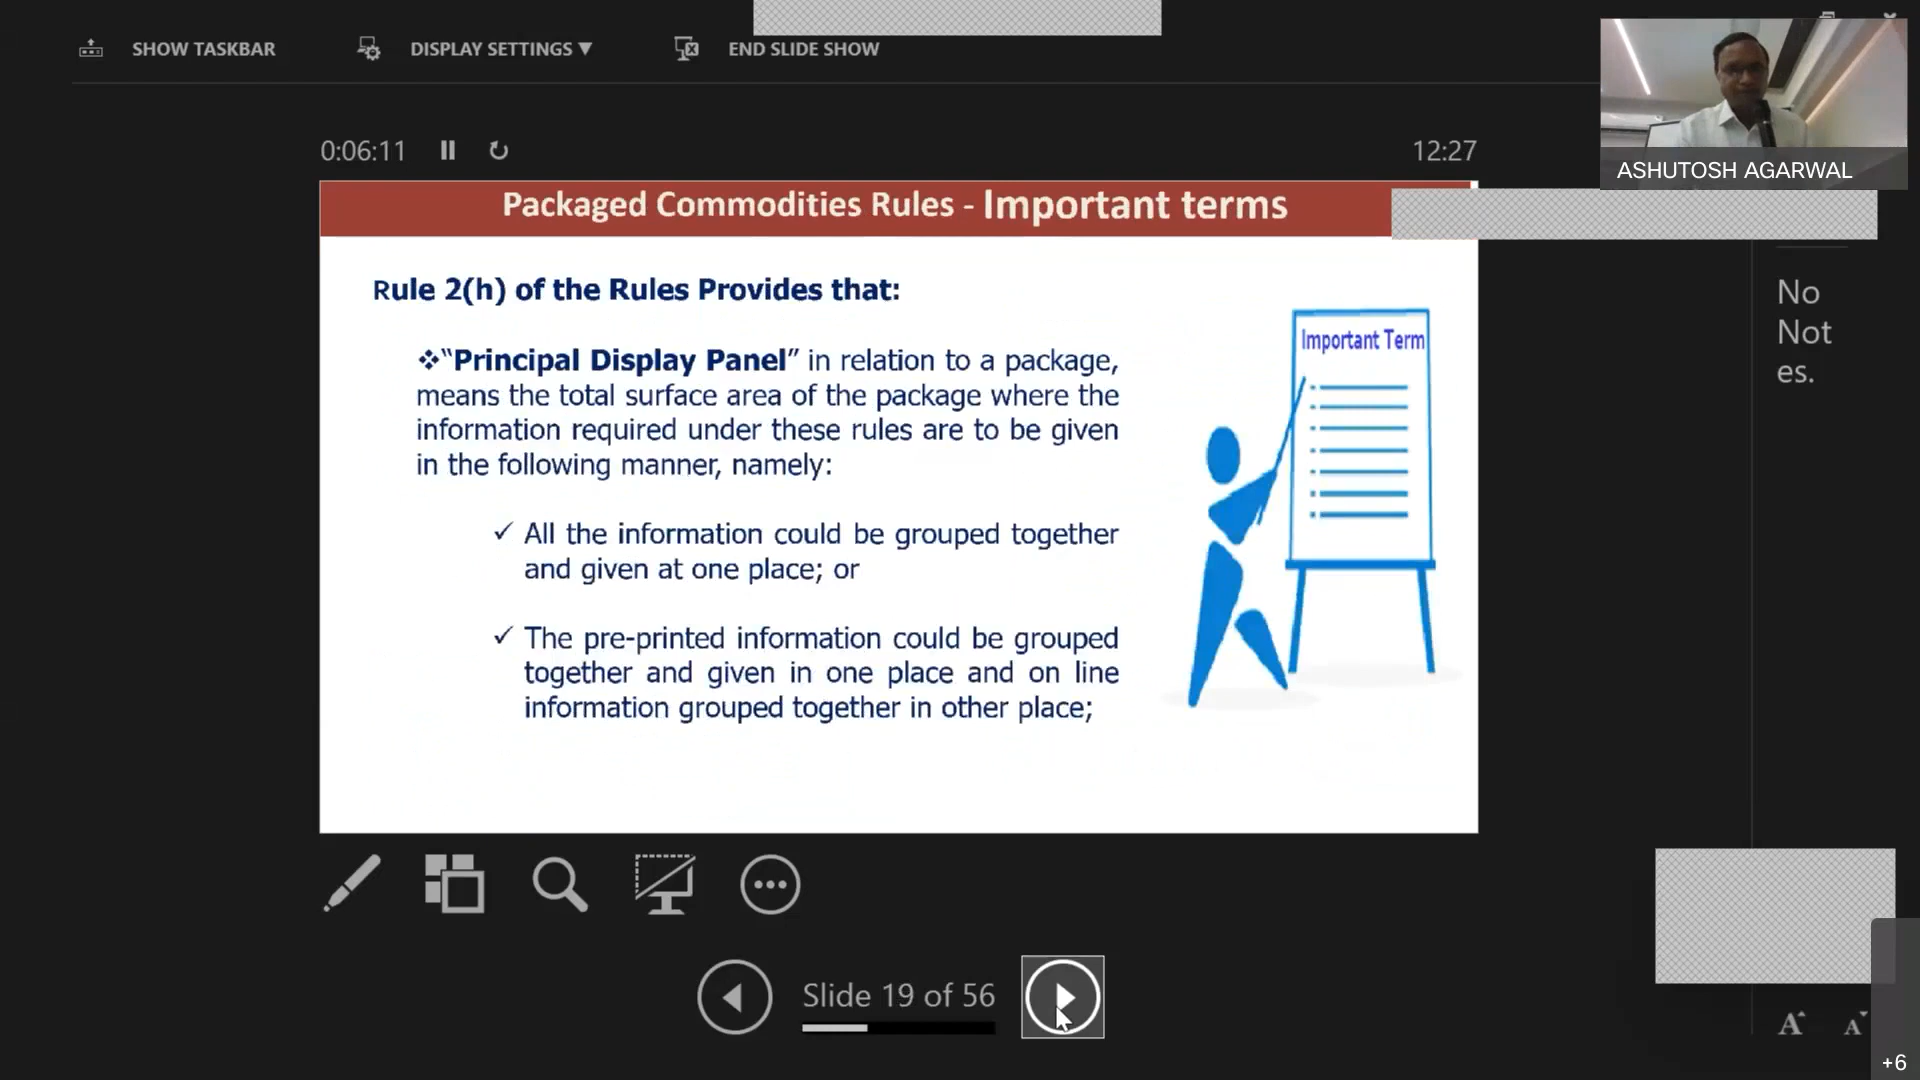 SHOW TASKBAR
DISPLAY SETTINGS ▼
END SLIDE SHOW
ASHUTOSH AGARWAL
0:06:11
12:27
Packaged Commodities Rules - Important terms
Rule 2(h) of the Rules Provides that:
❖"Principal Display Panel" in relation to a package,
means the total surface area of the package where the
information required under these rules are to be given
in the following manner, namely:
✓ All the information could be grouped together
and given at one place; or
✓ The pre-printed information could be grouped
together and given in one place and on line
information grouped together in other place;
Important Term
No
Not
es.
Slide 19 of 56
A A
+6